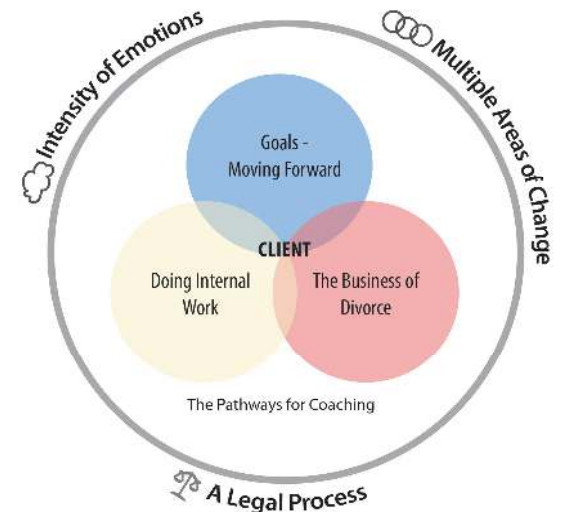 Intensity of Emotions
Multiple Areas of Change
Goals -
Moving Forward
CLIENT
Doing Internal
Work
The Business of
Divorce
The Pathways for Coaching
A Legal Process